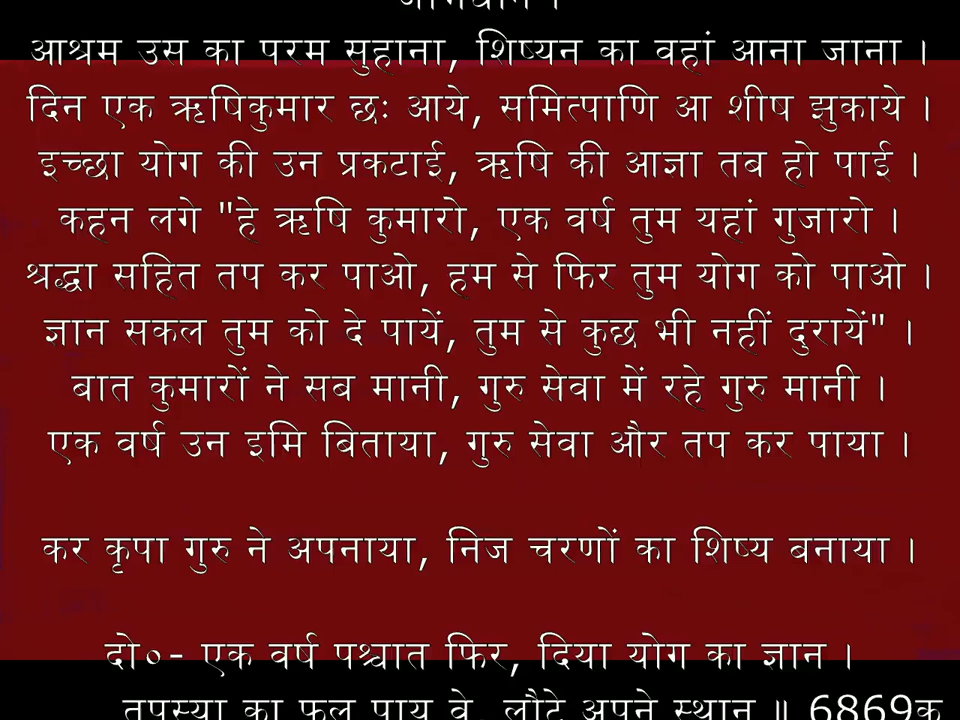 आश्रम उस का परम सुहाना, शिष्यन का वहां आना जाना ।
दिन एक ऋषिकुमार छः आये, समित्पाणि आ शीष झुकाये ।
इच्छा योग की उन प्रकटाई, ऋषि की आज्ञा तब हो पाई ।
कहन लगे "हे ऋषि कुमारो, एक वर्ष तुम यहां गुजारो ।
श्रद्धा सहित तप कर पाओ, हम से फिर तुम योग को पाओ ।
ज्ञान सकल तुम को दे पायें, तुम से कुछ भी नहीं दुरायें" ।
बात कुमारों ने सब मानी, गुरु सेवा में रहे गुरु मानी ।
एक वर्ष उन इमि बिताया, गुरु सेवा और तप कर पाया ।
कर कृपा गुरु ने अपनाया, निज चरणों का शिष्य बनाया ।
दो०- एक वर्ष पश्चात फिर, दिया योग का ज्ञान ।
तपस्या का फल पाय वे, लौटे अपने स्थान ॥ 6869क